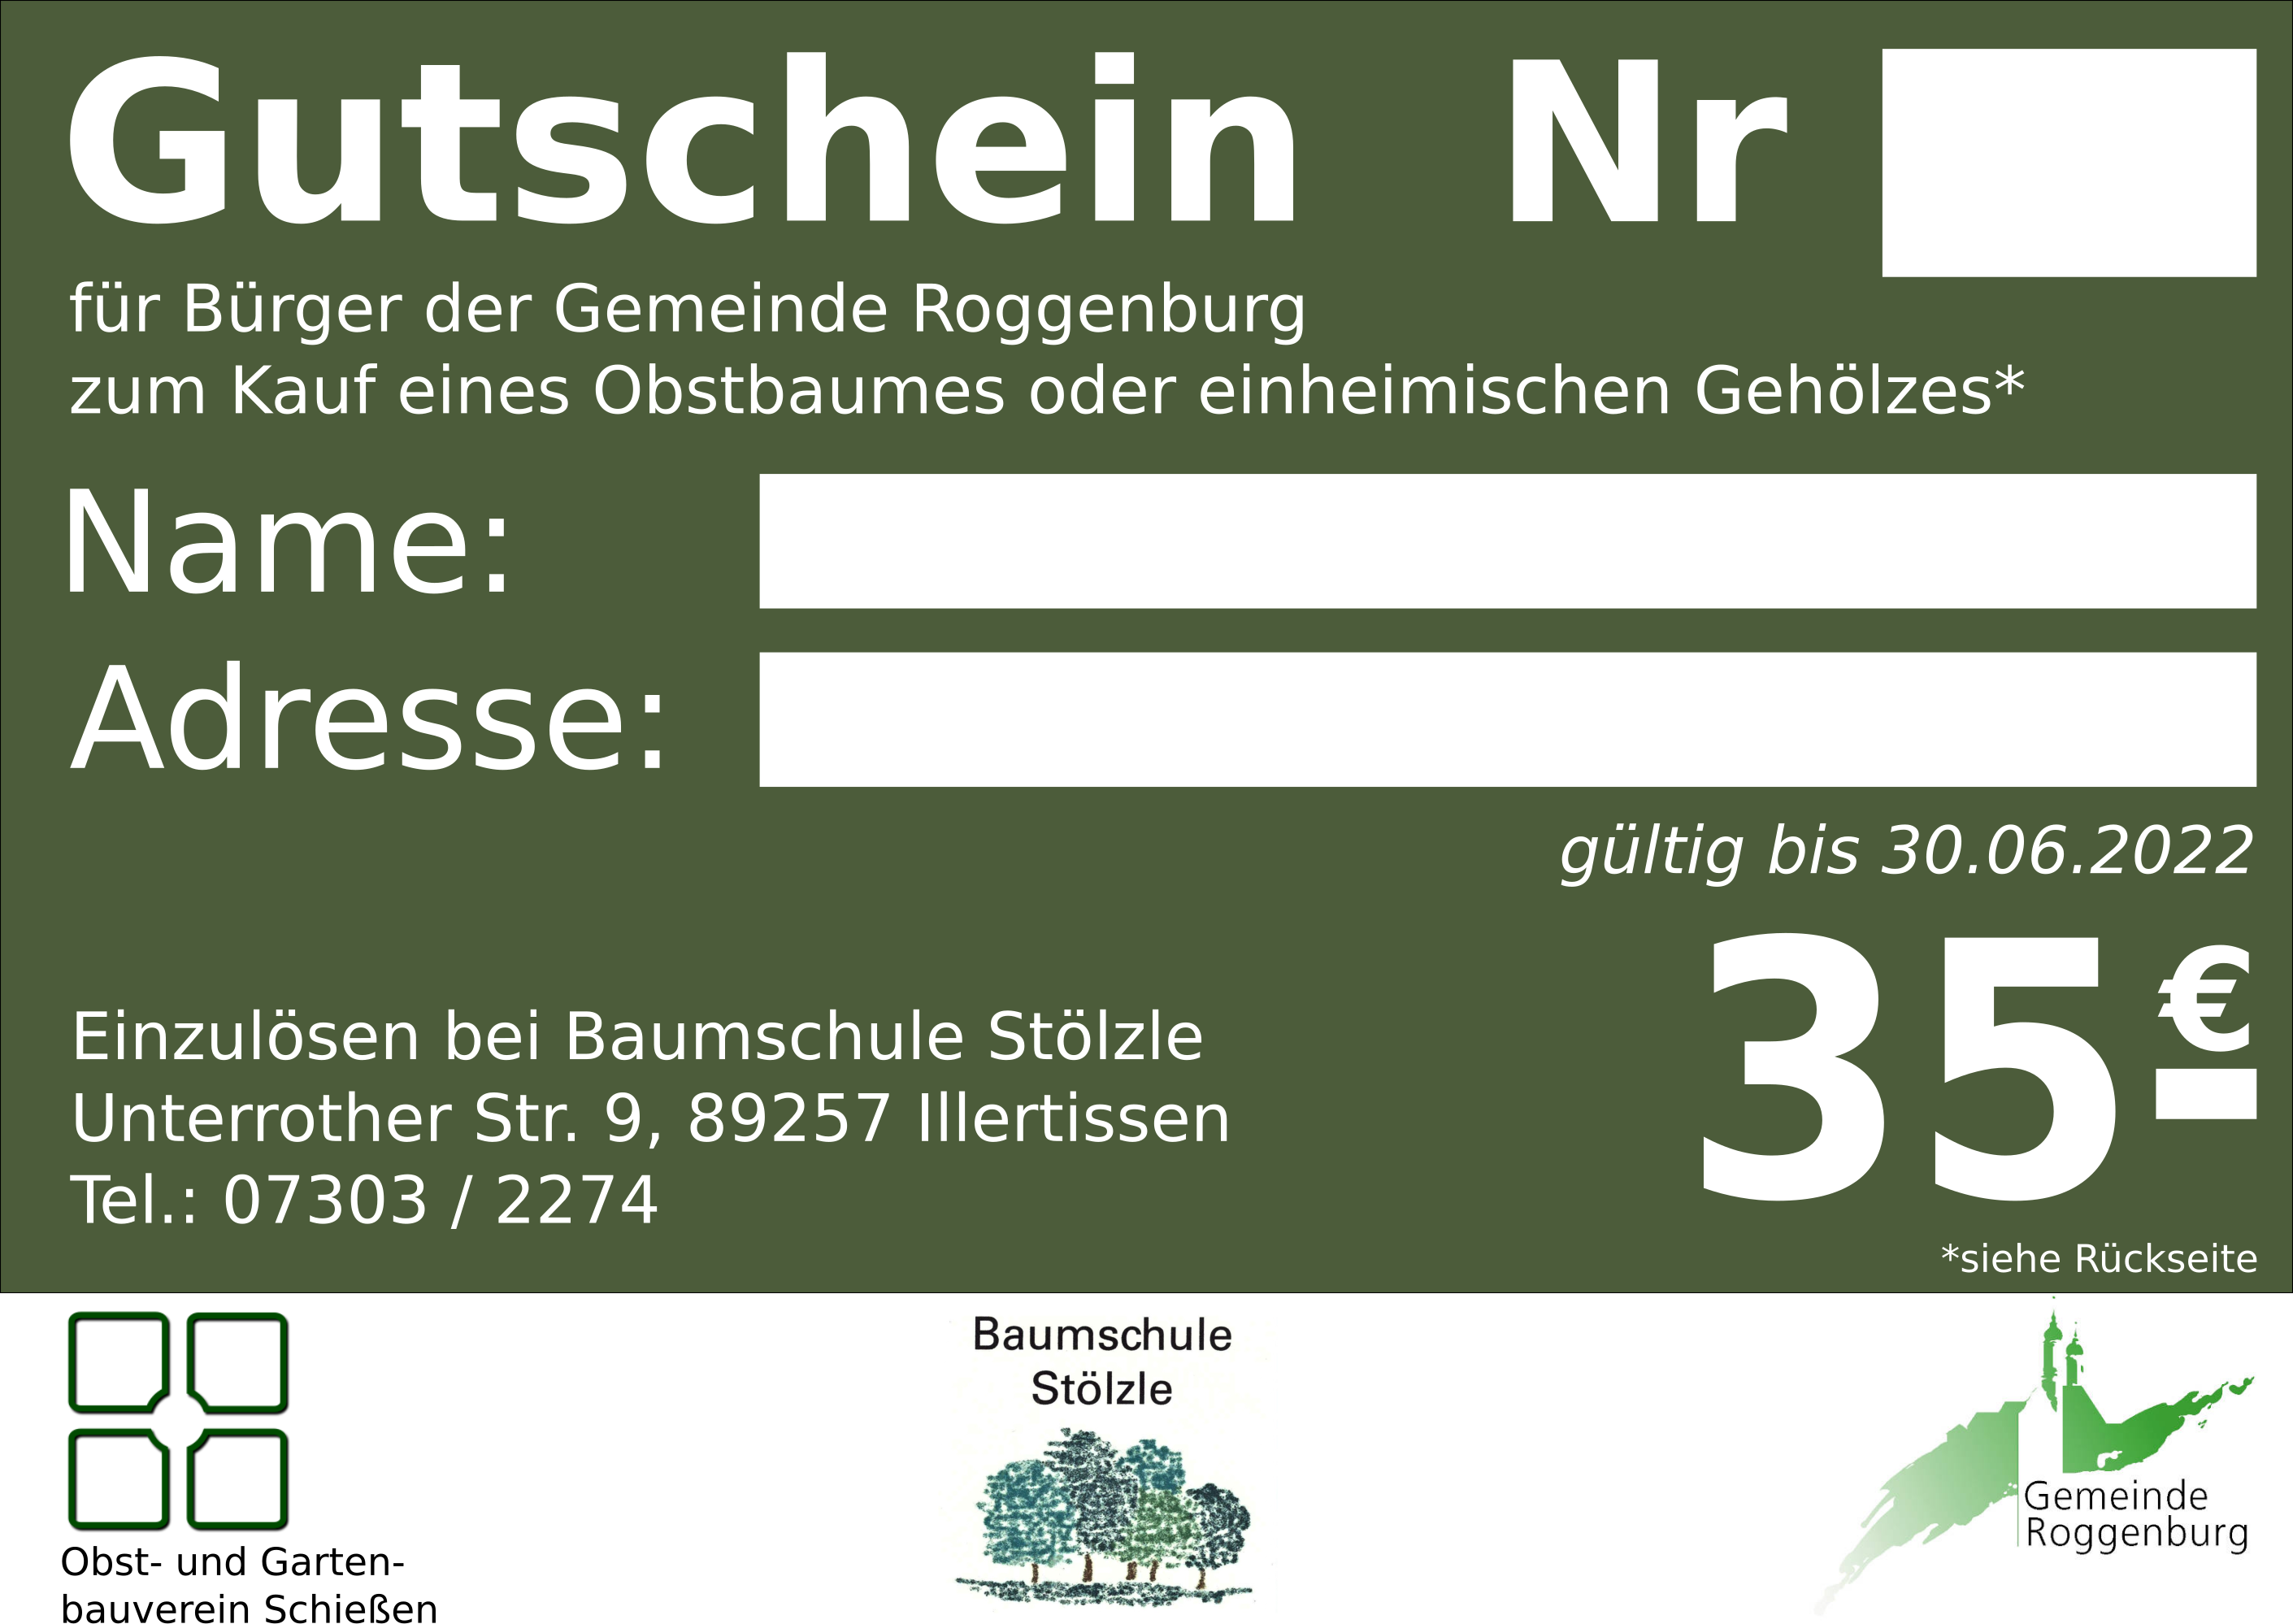 Gutschein Nr
für Bürger der Gemeinde Roggenburg
zum Kauf eines Obstbaumes oder einheimischen Gehölzes*
Name:
Adresse:
gültig bis 30.06.2022
35€
Einzulösen bei Baumschule Stölzle
Unterrother Str. 9, 89257 Illertissen
Tel.: 07303 / 2274
*siehe Rückseite
Obst- und Garten-
bauverein Schießen
Baumschule
Stölzle
Gemeinde
Roggenburg